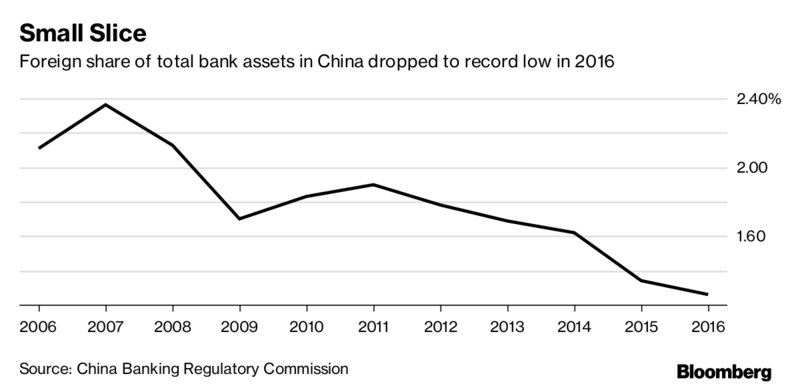 Small Slice
Foreign share of total bank assets in China dropped to record low in 2016
2.40%
2.00
1.60
2006 2007 2008 2009 2010 2011 2012 2013 2014 2015 2016
Source: China Banking Regulatory Commission
Bloomberg